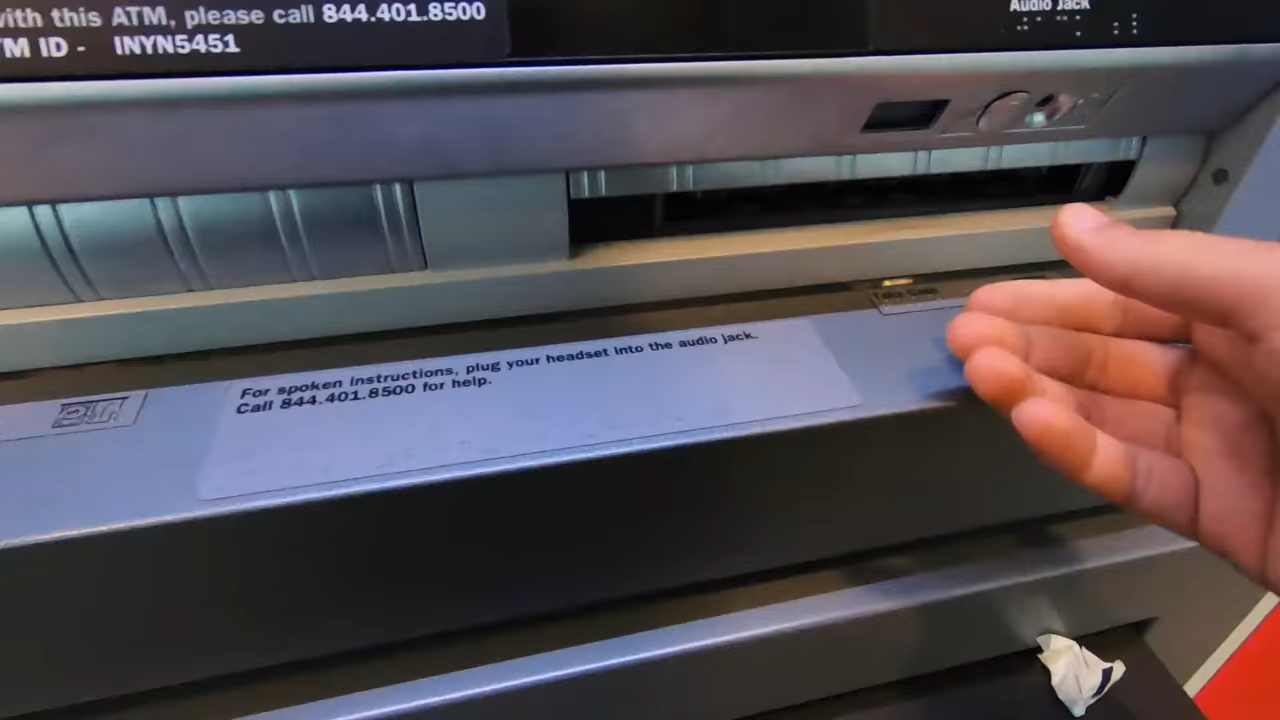 with this ATM, please call 844.401.8500
TM ID - INYN5451
Audio Jack
For spoken instructions, plug your headset into the audio jack.
Call 844.401.8500 for help.